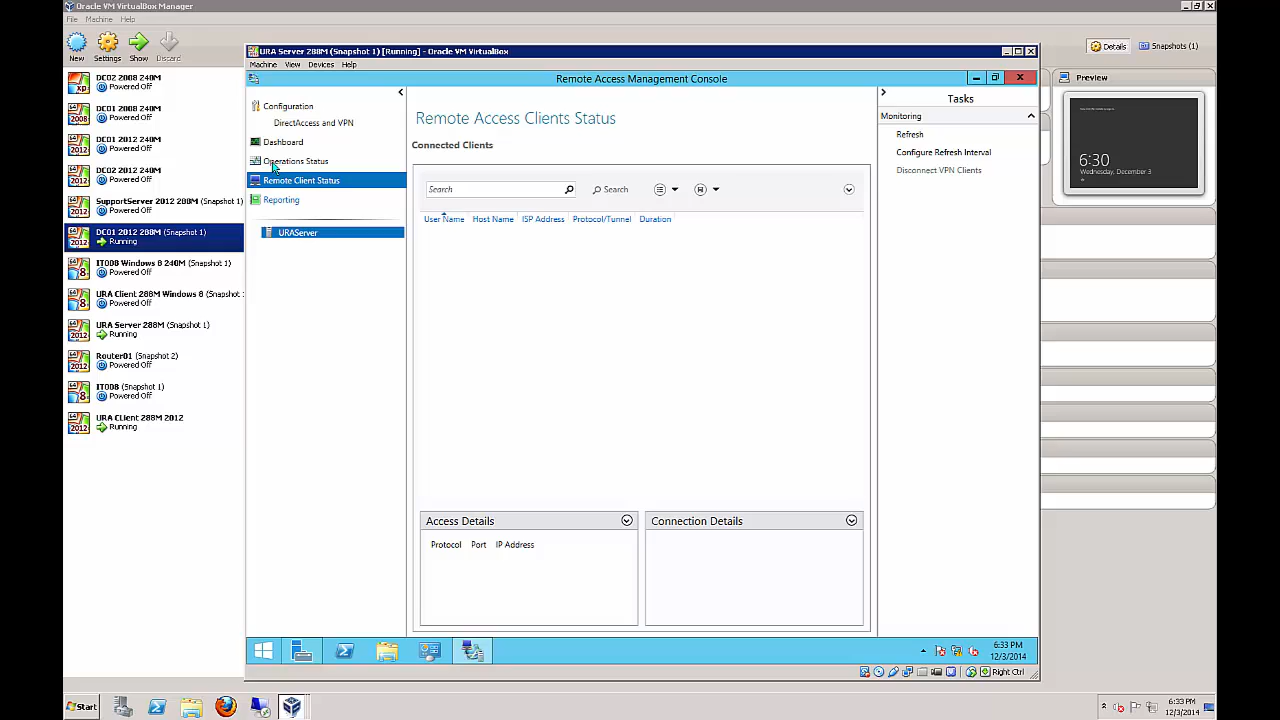 Oracle VM VirtualBox Manager
File Machine Help
New
Settings
Show
Discard
Details
Snapshots (1)
DC02 2008 240M
Powered Off
DC01 2008 240M
Powered Off
DC01 2012 240M
Powered Off
DC02 2012 240M
Powered Off
SupportServer 2012 288M (Snapshot 1)
Powered Off
DC01 2012 288M (Snapshot 1)
Running
IT008 Windows 8 240M (Snapshot 1)
Powered Off
URA Client 288M Windows 8 (Snapshot
Powered Off
URA Server 288M (Snapshot 1)
Running
Router01 (Snapshot 2)
Powered Off
IT008 (Snapshot 1)
Powered Off
URA CLient 288M 2012
Running
URA Server 288M (Snapshot 1) [Running] - Oracle VM VirtualBox
Machine View Devices Help
Remote Access Management Console
Configuration
DirectAccess and VPN
Dashboard
Operations Status
Remote Client Status
Reporting
URAServer
Remote Access Clients Status
Connected Clients
Search
Search
User Name Host Name ISP Address Protocol/Tunnel Duration
Access Details
Protocol Port IP Address
Connection Details
Tasks
Monitoring
Refresh
Configure Refresh Interval
Disconnect VPN Clients
Preview
6:30
Wednesday, December 3
6:33 PM
12/3/2014
Right Ctrl
Start
6:33 PM
12/3/2014